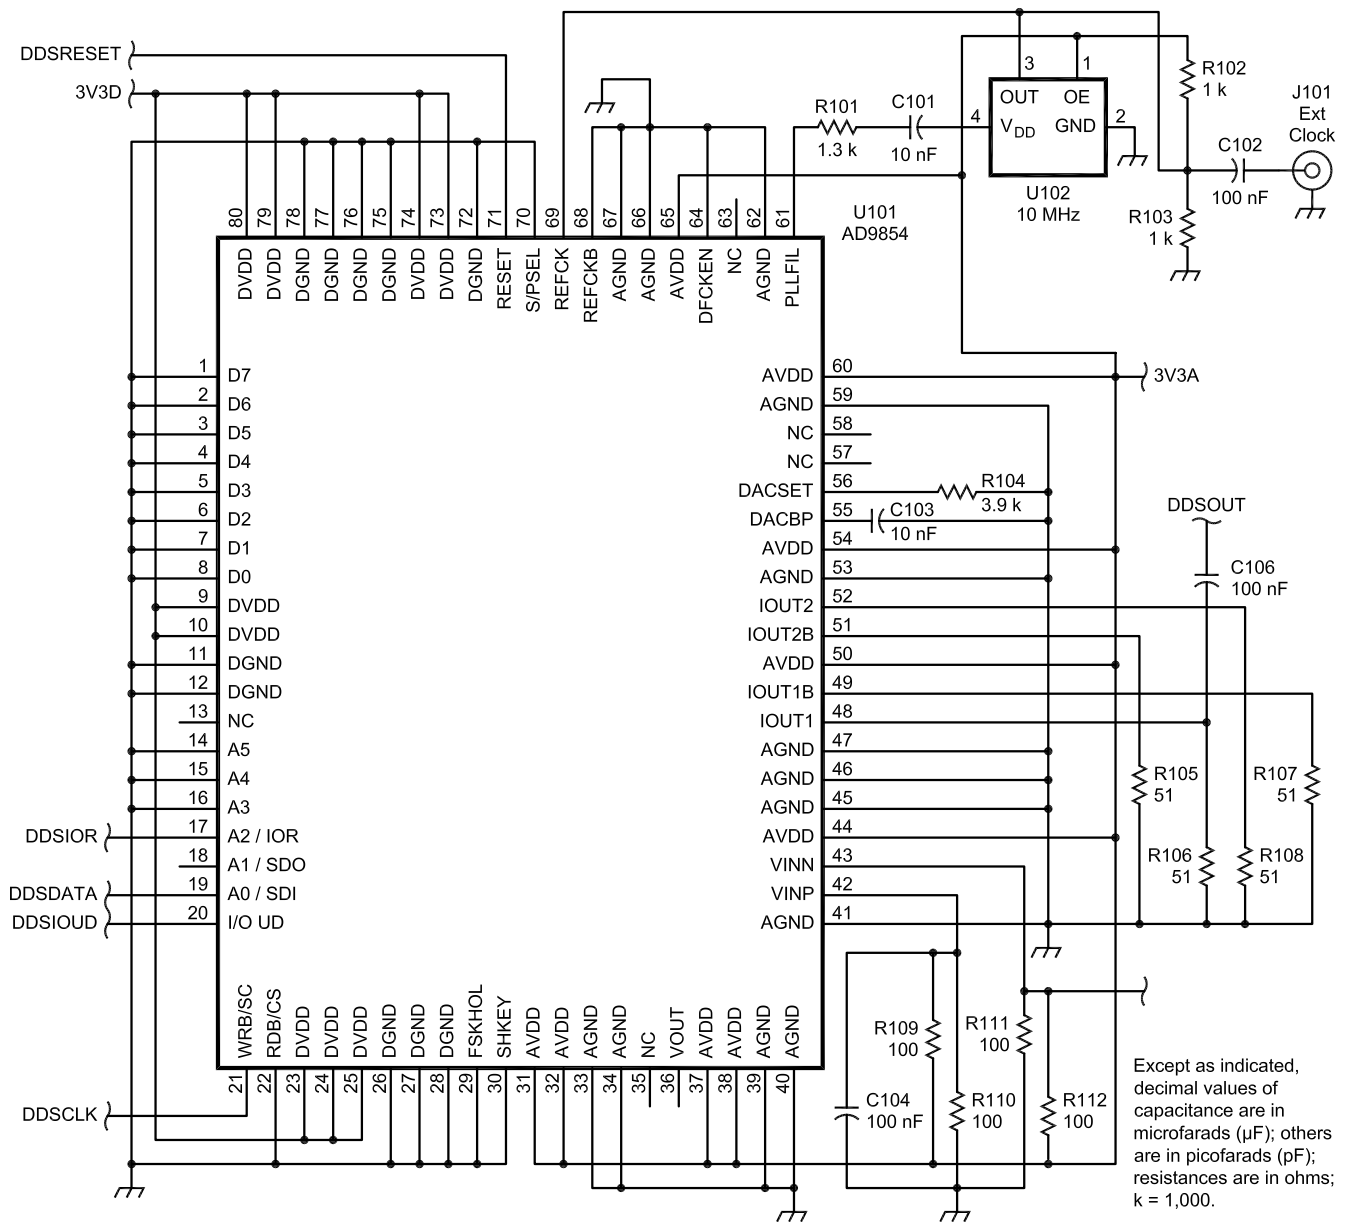 DDSRESET
3V3D
R101
1.3 k
C101
10 nF
4
3
1
2
OUT
OE
VDD
GND
U102
10 MHz
R102
1 k
R103
1 k
C102
100 nF
J101
Ext
Clock
U101
AD9854
80
79
78
77
76
75
74
73
72
71
70
69
68
67
66
65
64
63
62
61
DVDD
DVDD
DGND
DGND
DGND
DGND
DVDD
DVDD
DGND
RESET
S/PSEL
REFCK
REFCKB
AGND
AGND
AVDD
DFCKEN
NC
AGND
PLLFIL
1 D7
2 D6
3 D5
4 D4
5 D3
6 D2
7 D1
8 D0
9 DVDD
10 DVDD
11 DGND
12 DGND
13 NC
14 A5
15 A4
16 A3
DDSIOR 17 A2 / IOR
18 A1 / SDO
DDSDATA 19 A0 / SDI
DDSIOUD 20 I/O UD
AVDD 60
3V3A
AGND 59
NC 58
NC 57
DACSET 56
R104
3.9 k
DACBP 55
C103
10 nF
AVDD 54
AGND 53
IOUT2 52
IOUT2B 51
AVDD 50
IOUT1B 49
IOUT1 48
AGND 47
AGND 46
AGND 45
AVDD 44
VINN 43
VINP 42
AGND 41
DDSOUT
C106
100 nF
R105
51
R107
51
R106
51
R108
51
WRB/SC
RDB/CS
DVDD
DVDD
DVDD
DGND
DGND
DGND
FSKHOL
SHKEY
AVDD
AVDD
AGND
AGND
NC
VOUT
AVDD
AVDD
AGND
AGND
21
22
23
24
25
26
27
28
29
30
31
32
33
34
35
36
37
38
39
40
DDSCLK
R109
100
R111
100
C104
100 nF
R110
100
R112
100
Except as indicated,
decimal values of
capacitance are in
microfarads (µF); others
are in picofarads (pF);
resistances are in ohms;
k = 1,000.